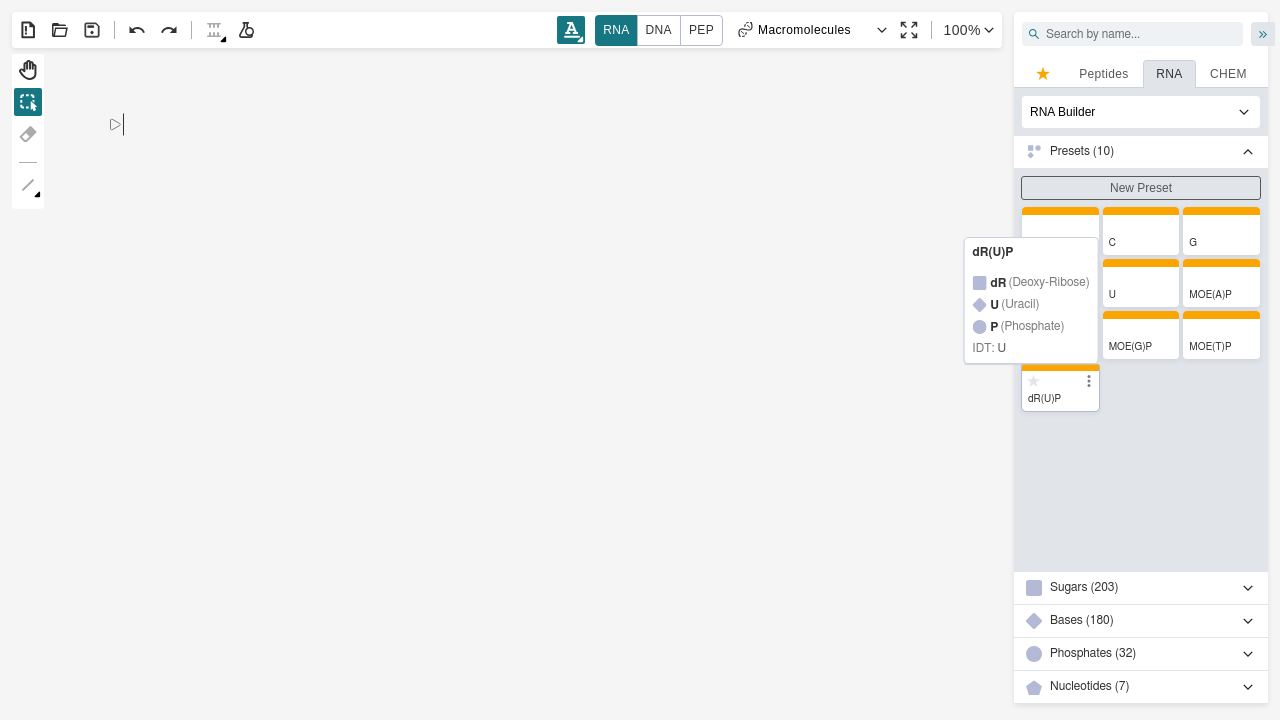 A RNA DNA PEP Macromolecules 100%
Search by name...
Peptides RNA CHEM
RNA Builder
Presets (10)
New Preset
C G
U MOE(A)P
MOE(G)P MOE(T)P
dR(U)P
dR (Deoxy-Ribose)
U (Uracil)
P (Phosphate)
IDT: U
dR(U)P
Sugars (203)
Bases (180)
Phosphates (32)
Nucleotides (7)